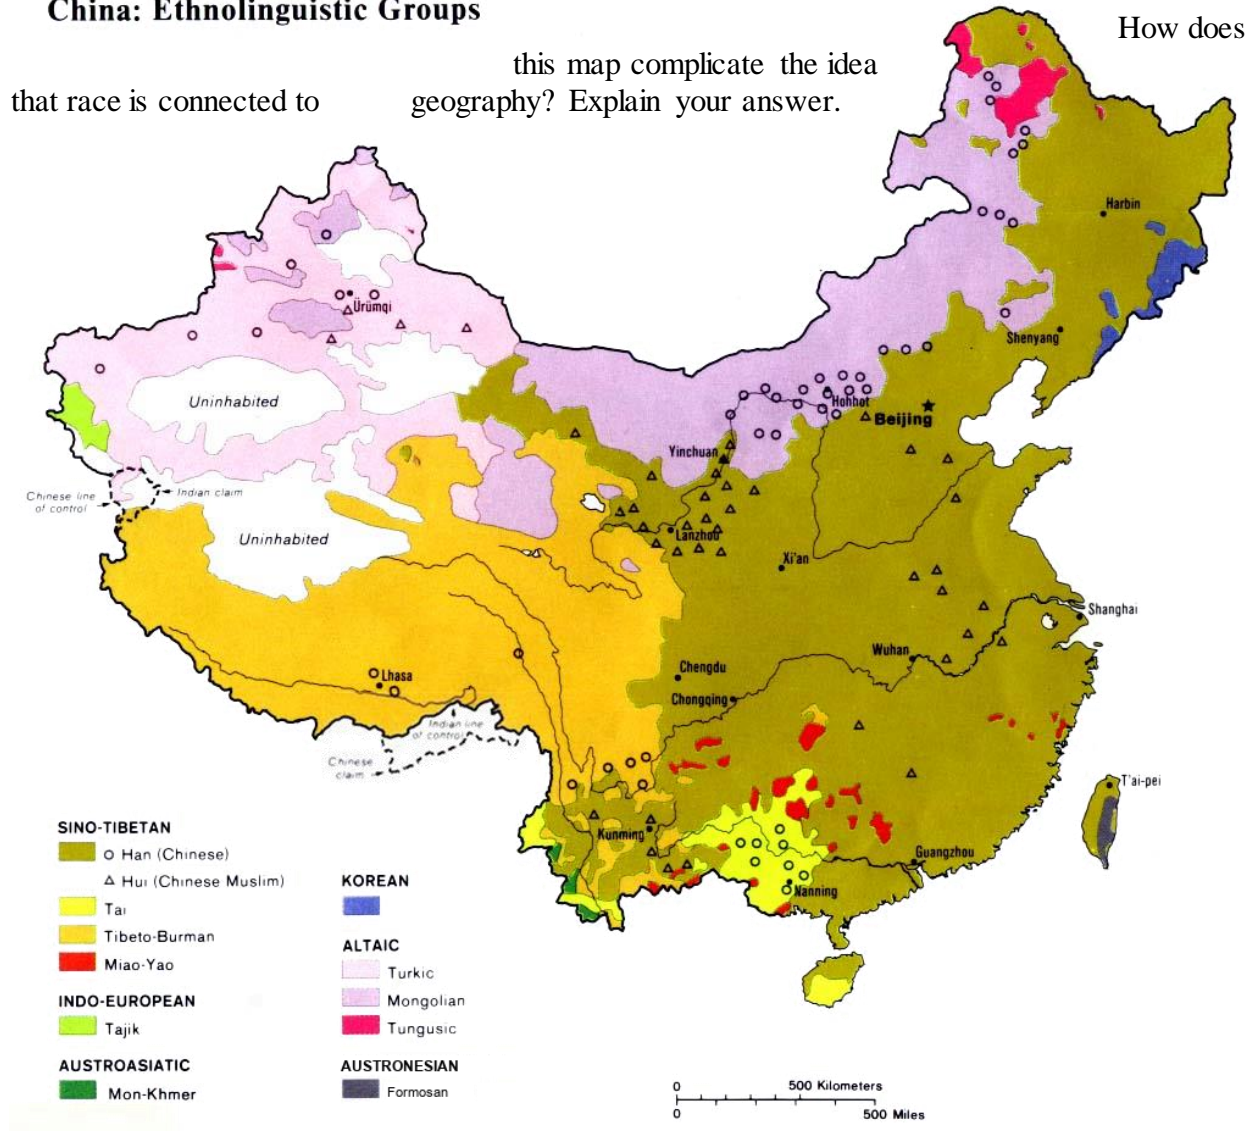 China: Ethnolinguistic Groups
How does
this map complicate the idea
that race is connected to geography? Explain your answer.
Harbin
Ürümqi
Shenyang
Uninhabited
Hohhot
Beijing
Yinchuan
Chinese line
of control
Indian claim
Uninhabited
Lanzhou
Xi'an
Shanghai
Wuhan
Chengdu
Lhasa
Chongqing
Indian line
of control
Chinese
claim
T'ai-pei
Kunming
Guangzhou
Nanning
SINO-TIBETAN
Han (Chinese)
Hui (Chinese Muslim)
Tai
Tibeto-Burman
Miao-Yao
INDO-EUROPEAN
Tajik
AUSTROASIATIC
Mon-Khmer
KOREAN
ALTAIC
Turkic
Mongolian
Tungusic
AUSTRONESIAN
Formosan
0 500 Kilometers
0 500 Miles